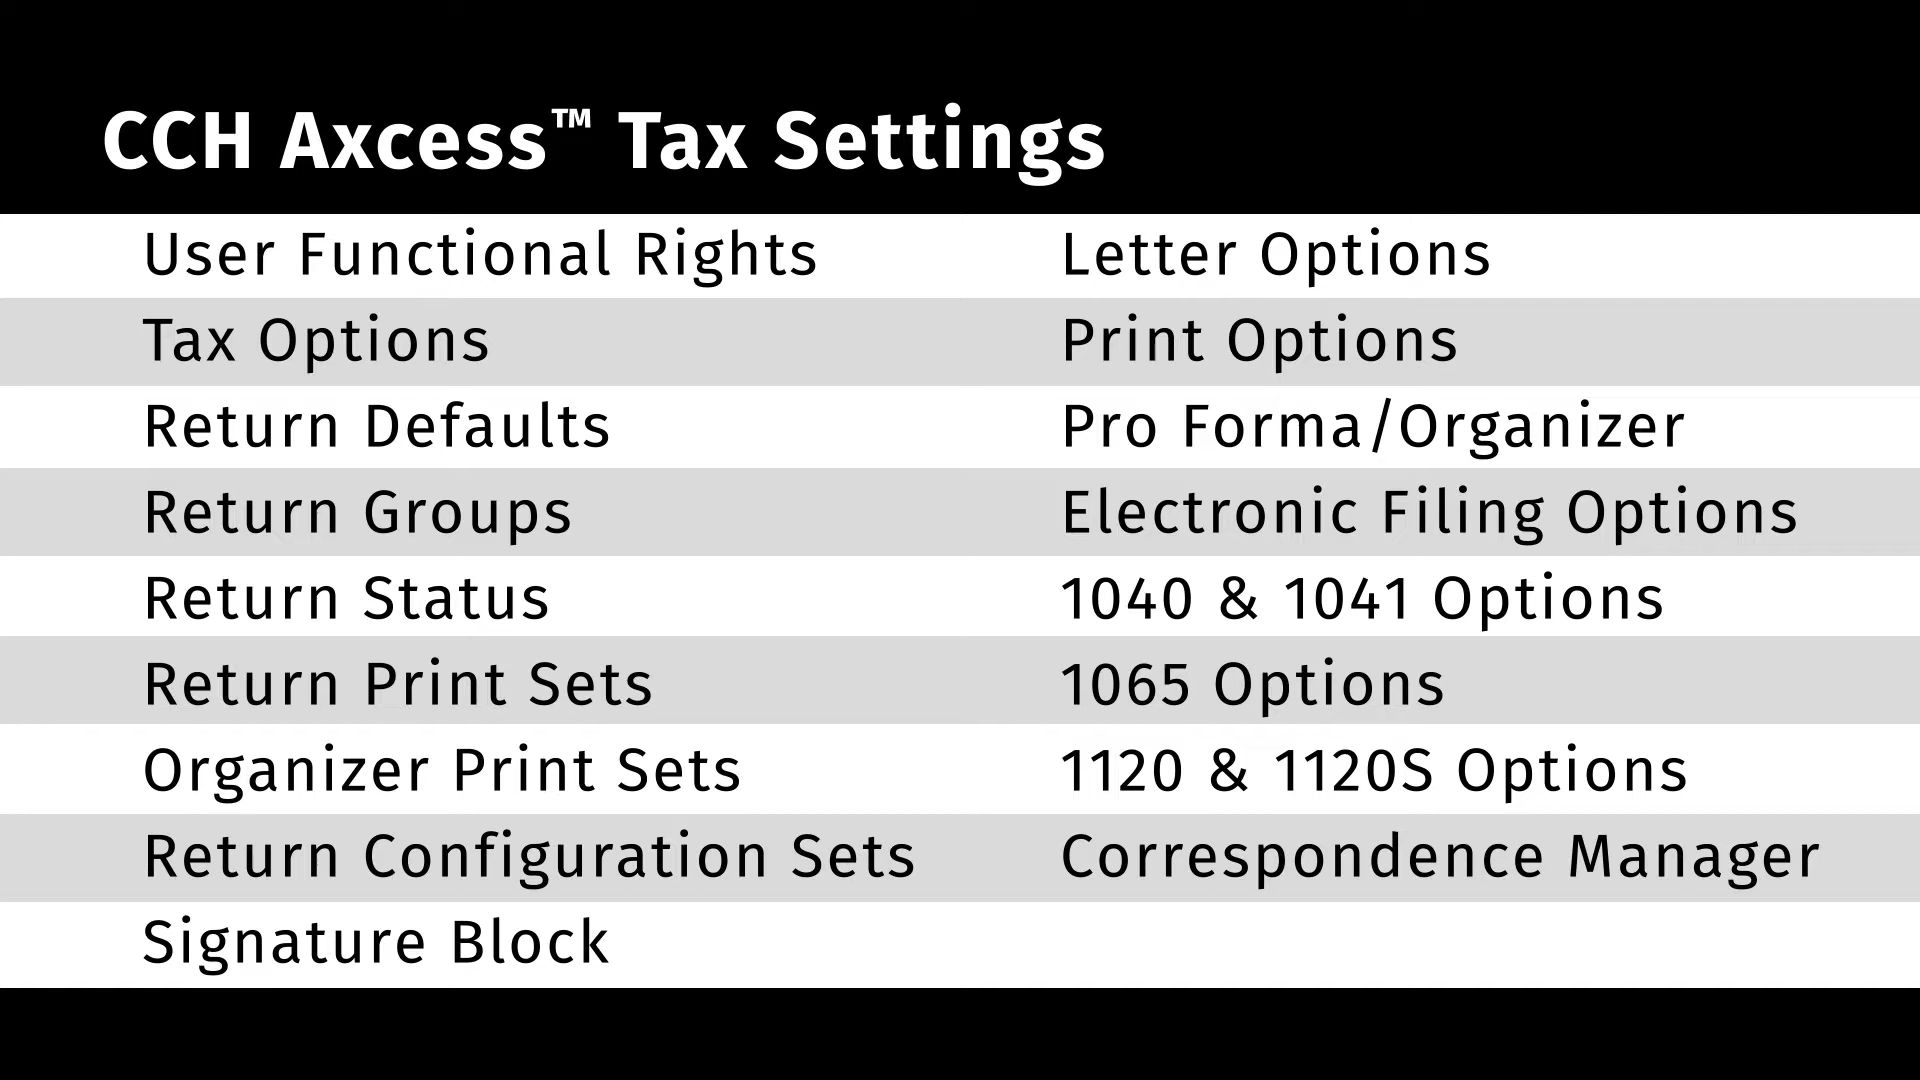 CCH Axcess™ Tax Settings
User Functional Rights
Tax Options
Return Defaults
Return Groups
Return Status
Return Print Sets
Organizer Print Sets
Return Configuration Sets
Signature Block
Letter Options
Print Options
Pro Forma/Organizer
Electronic Filing Options
1040 & 1041 Options
1065 Options
1120 & 1120S Options
Correspondence Manager